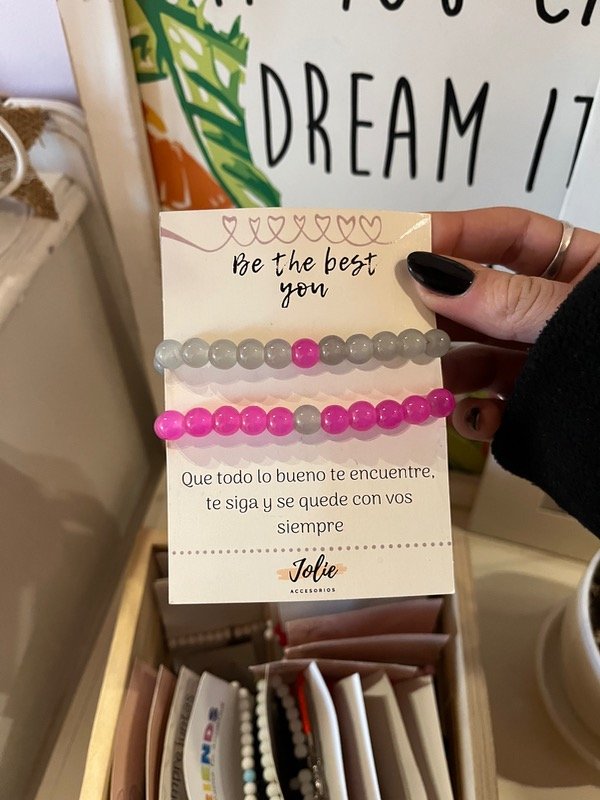 DREAM IT
Be the best
you
Que todo lo bueno te encuentre,
te siga y se quede con vos
siempre
Jolie
ACCESORIOS